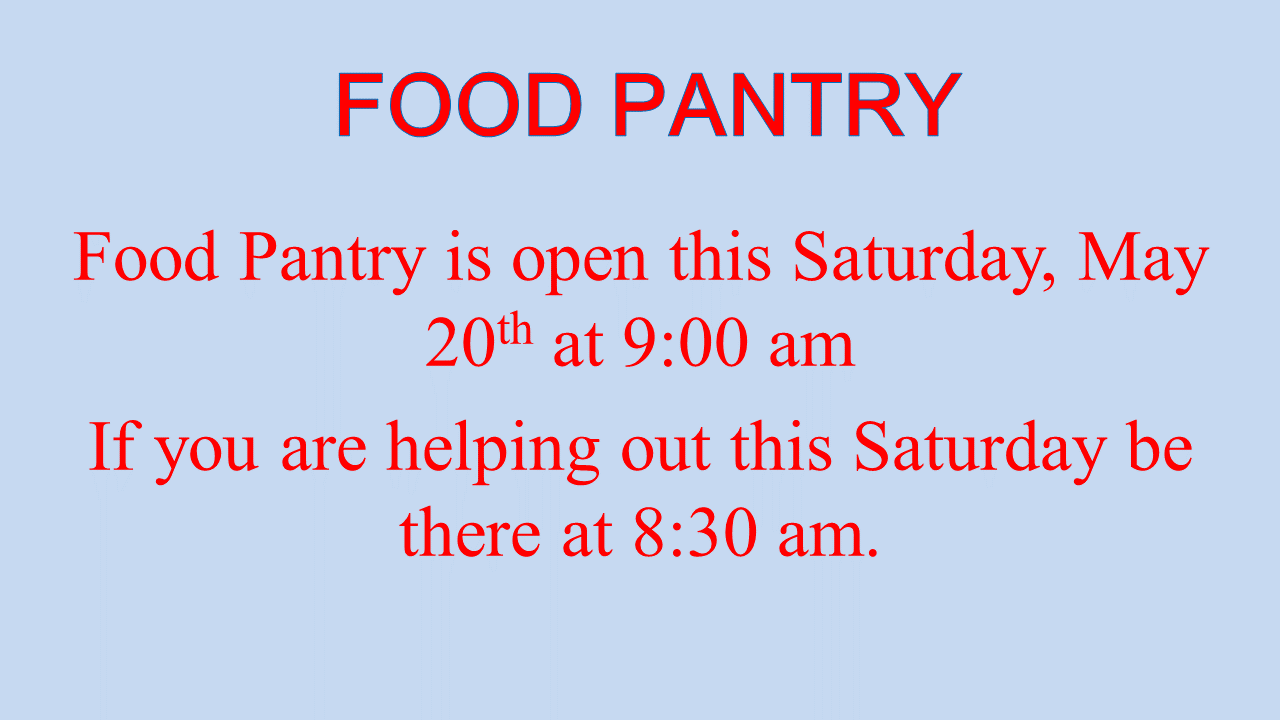 FOOD PANTRY
Food Pantry is open this Saturday, May
20th at 9:00 am
If you are helping out this Saturday be
there at 8:30 am.